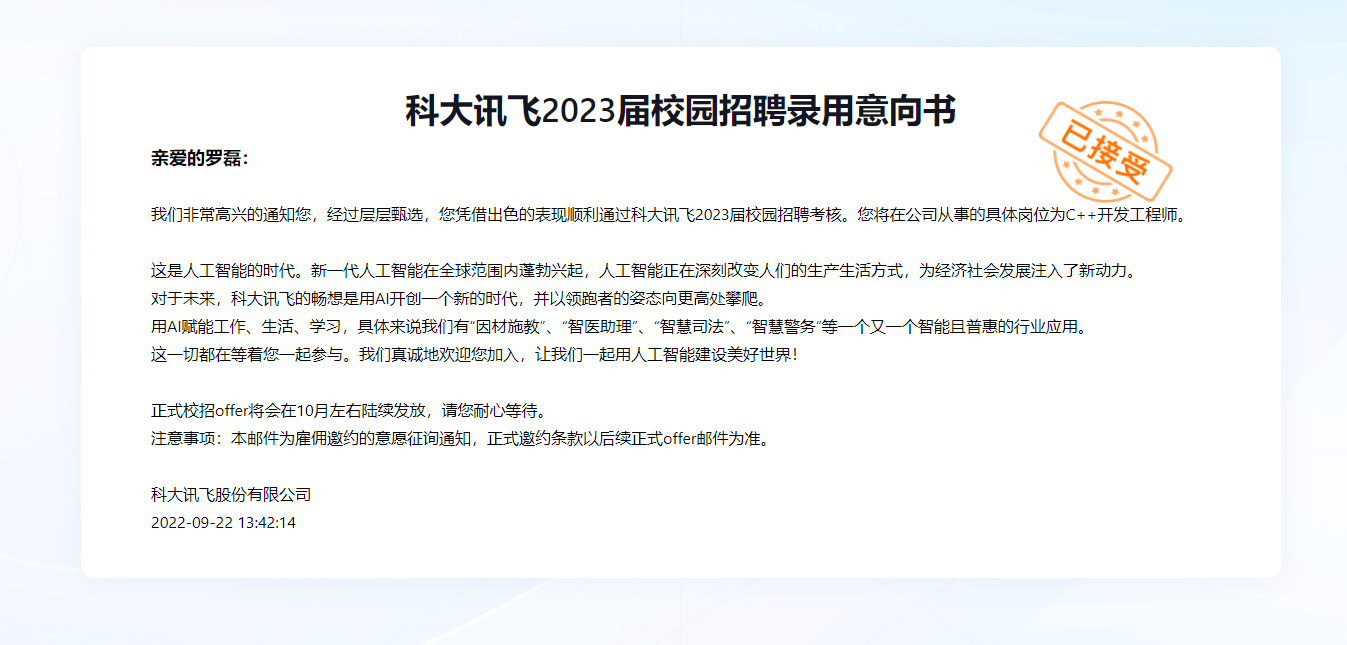 科大讯飞2023届校园招聘录用意向书
已接受
亲爱的罗磊：
我们非常高兴的通知您，经过层层甄选，您凭借出色的表现顺利通过科大讯飞2023届校园招聘考核。您将在公司从事的具体岗位为C++开发工程师。
这是人工智能的时代。新一代人工智能在全球范围内蓬勃兴起，人工智能正在深刻改变人们的生产生活方式，为经济社会发展注入了新动力。
对于未来，科大讯飞的畅想是用AI开创一个新的时代，并以领跑者的姿态向更高处攀爬。
用AI赋能工作、生活、学习，具体来说我们有“因材施教”、“智医助理”、“智慧司法”、“智慧警务”等一个又一个智能且普惠的行业应用。
这一切都在等着您一起参与。我们真诚地欢迎您加入，让我们一起用人工智能建设美好世界！
正式校招offer将会在10月左右陆续发放，请您耐心等待。
注意事项：本邮件为雇佣邀约的意愿征询通知，正式邀约条款以后续正式offer邮件为准。
科大讯飞股份有限公司
2022-09-22 13:42:14